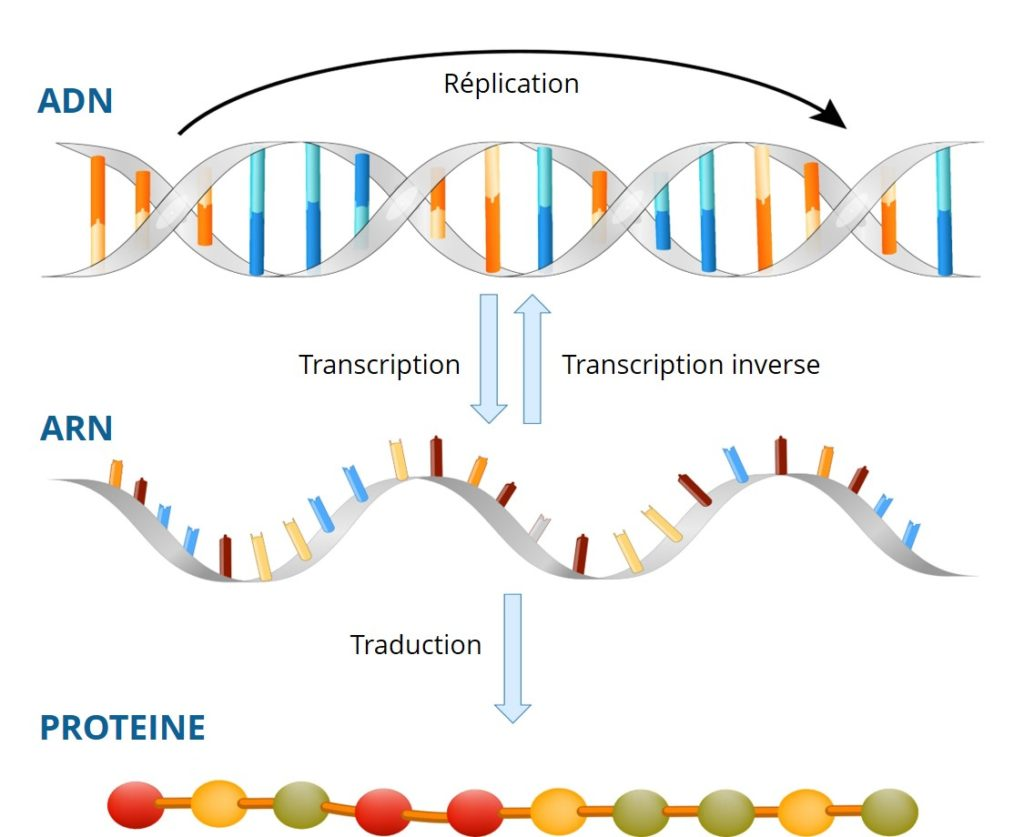 Réplication
ADN
Transcription
Transcription inverse
ARN
Traduction
PROTEINE